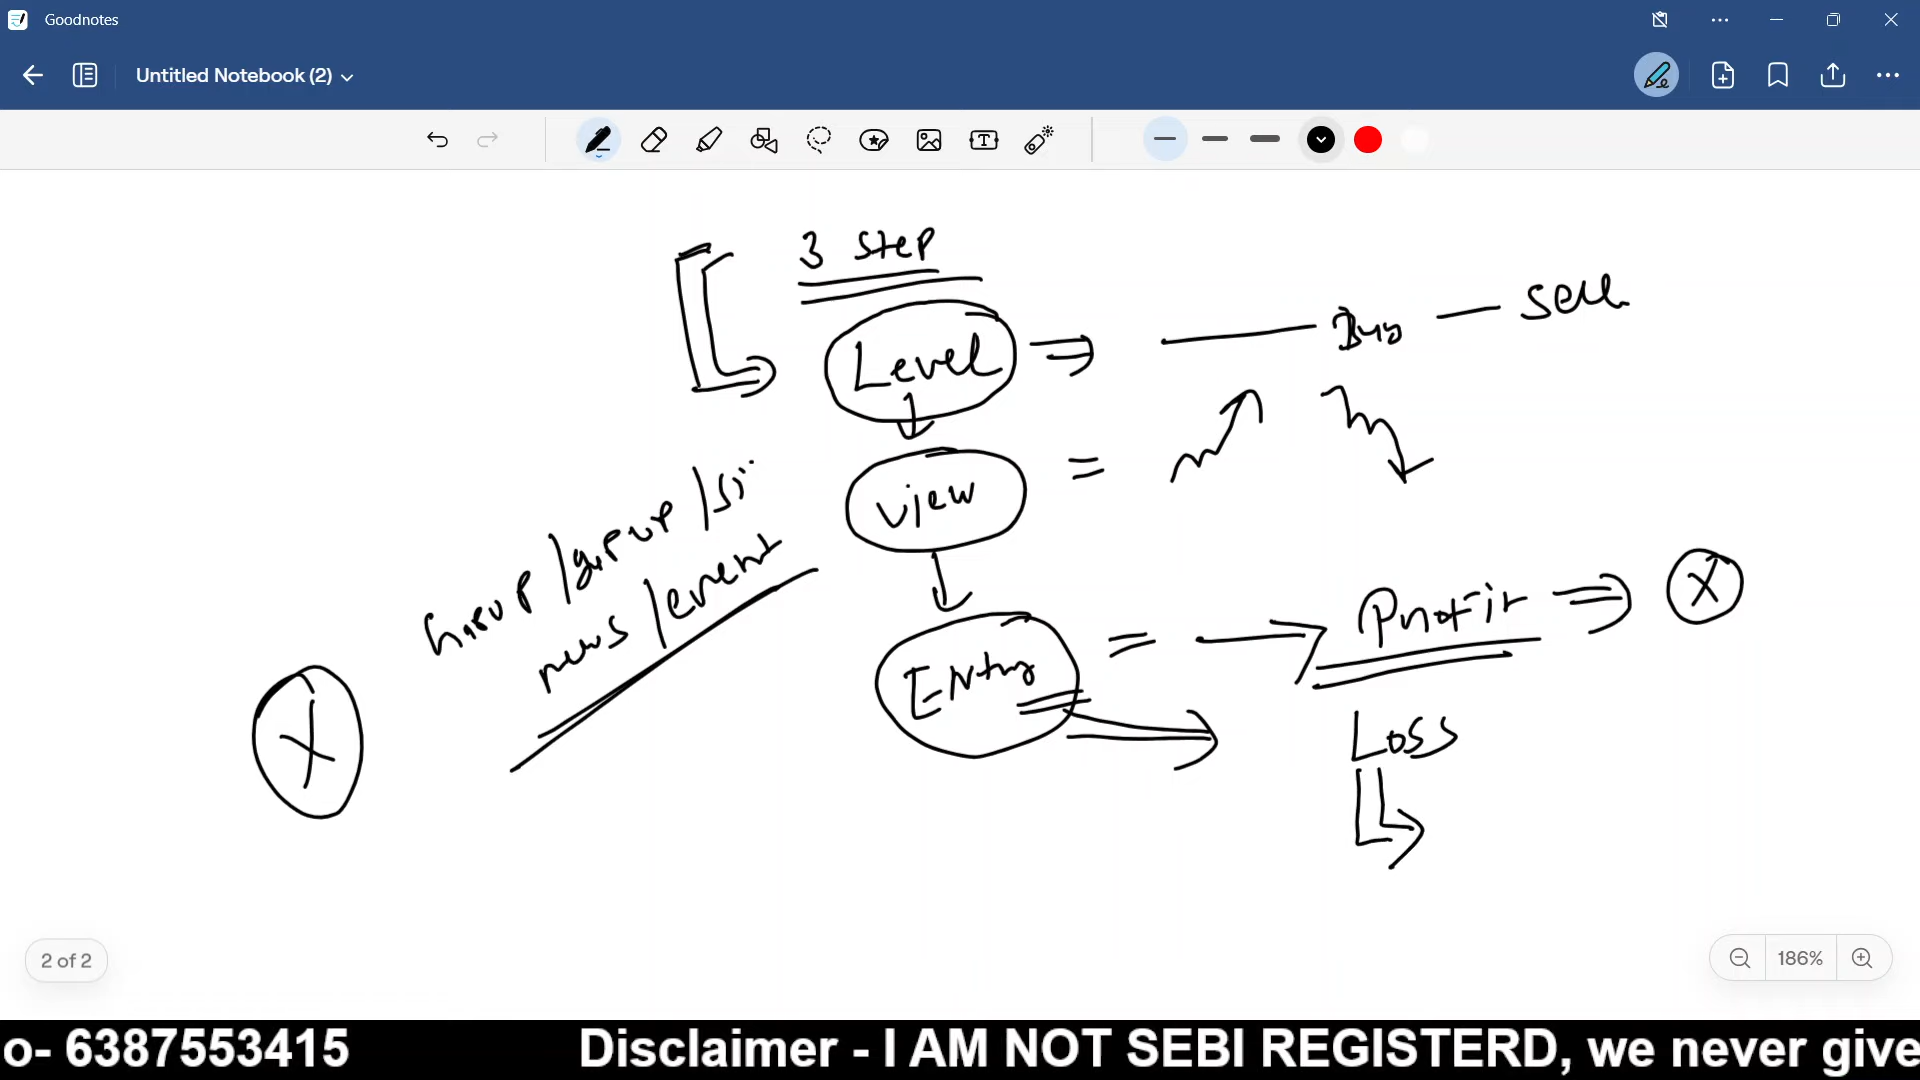 Goodnotes
Untitled Notebook (2)
3 Step
Level ⇒ — Buy — sell
view =
/ news / event
Entry = → Profit ⇒ X
Loss
X
2 of 2
186%
o- 6387553415 Disclaimer - I AM NOT SEBI REGISTERD, we never give